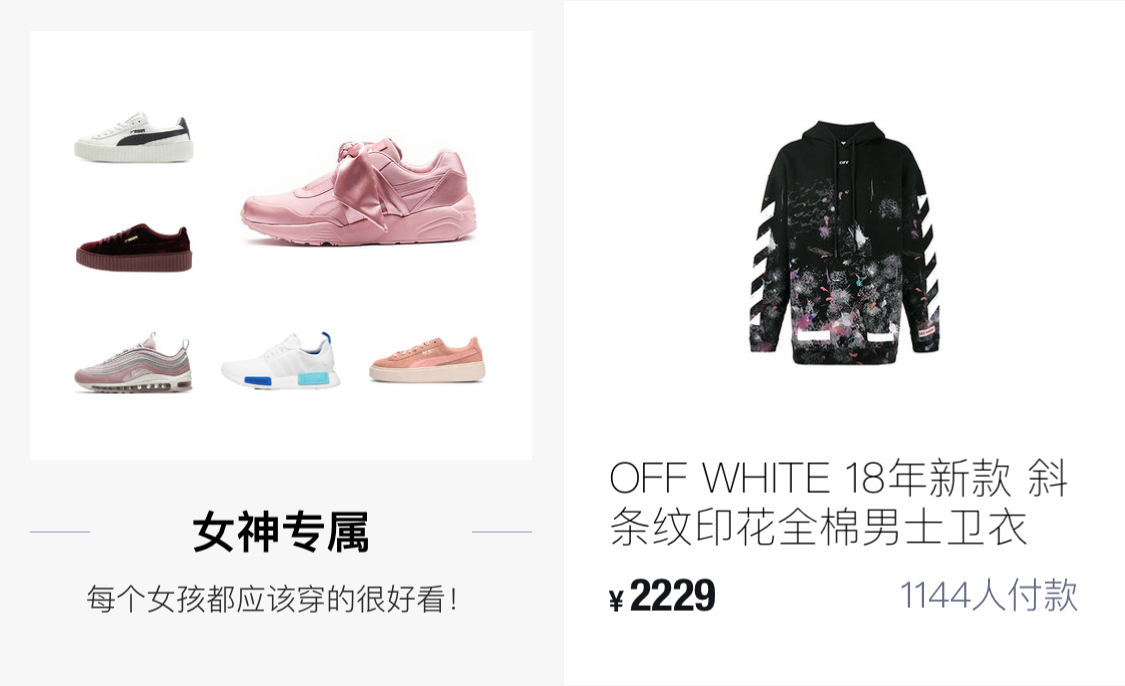 女神专属
每个女孩都应该穿的很好看！
OFF
OFF WHITE 18年新款 斜
条纹印花全棉男士卫衣
¥ 2229
1144人付款